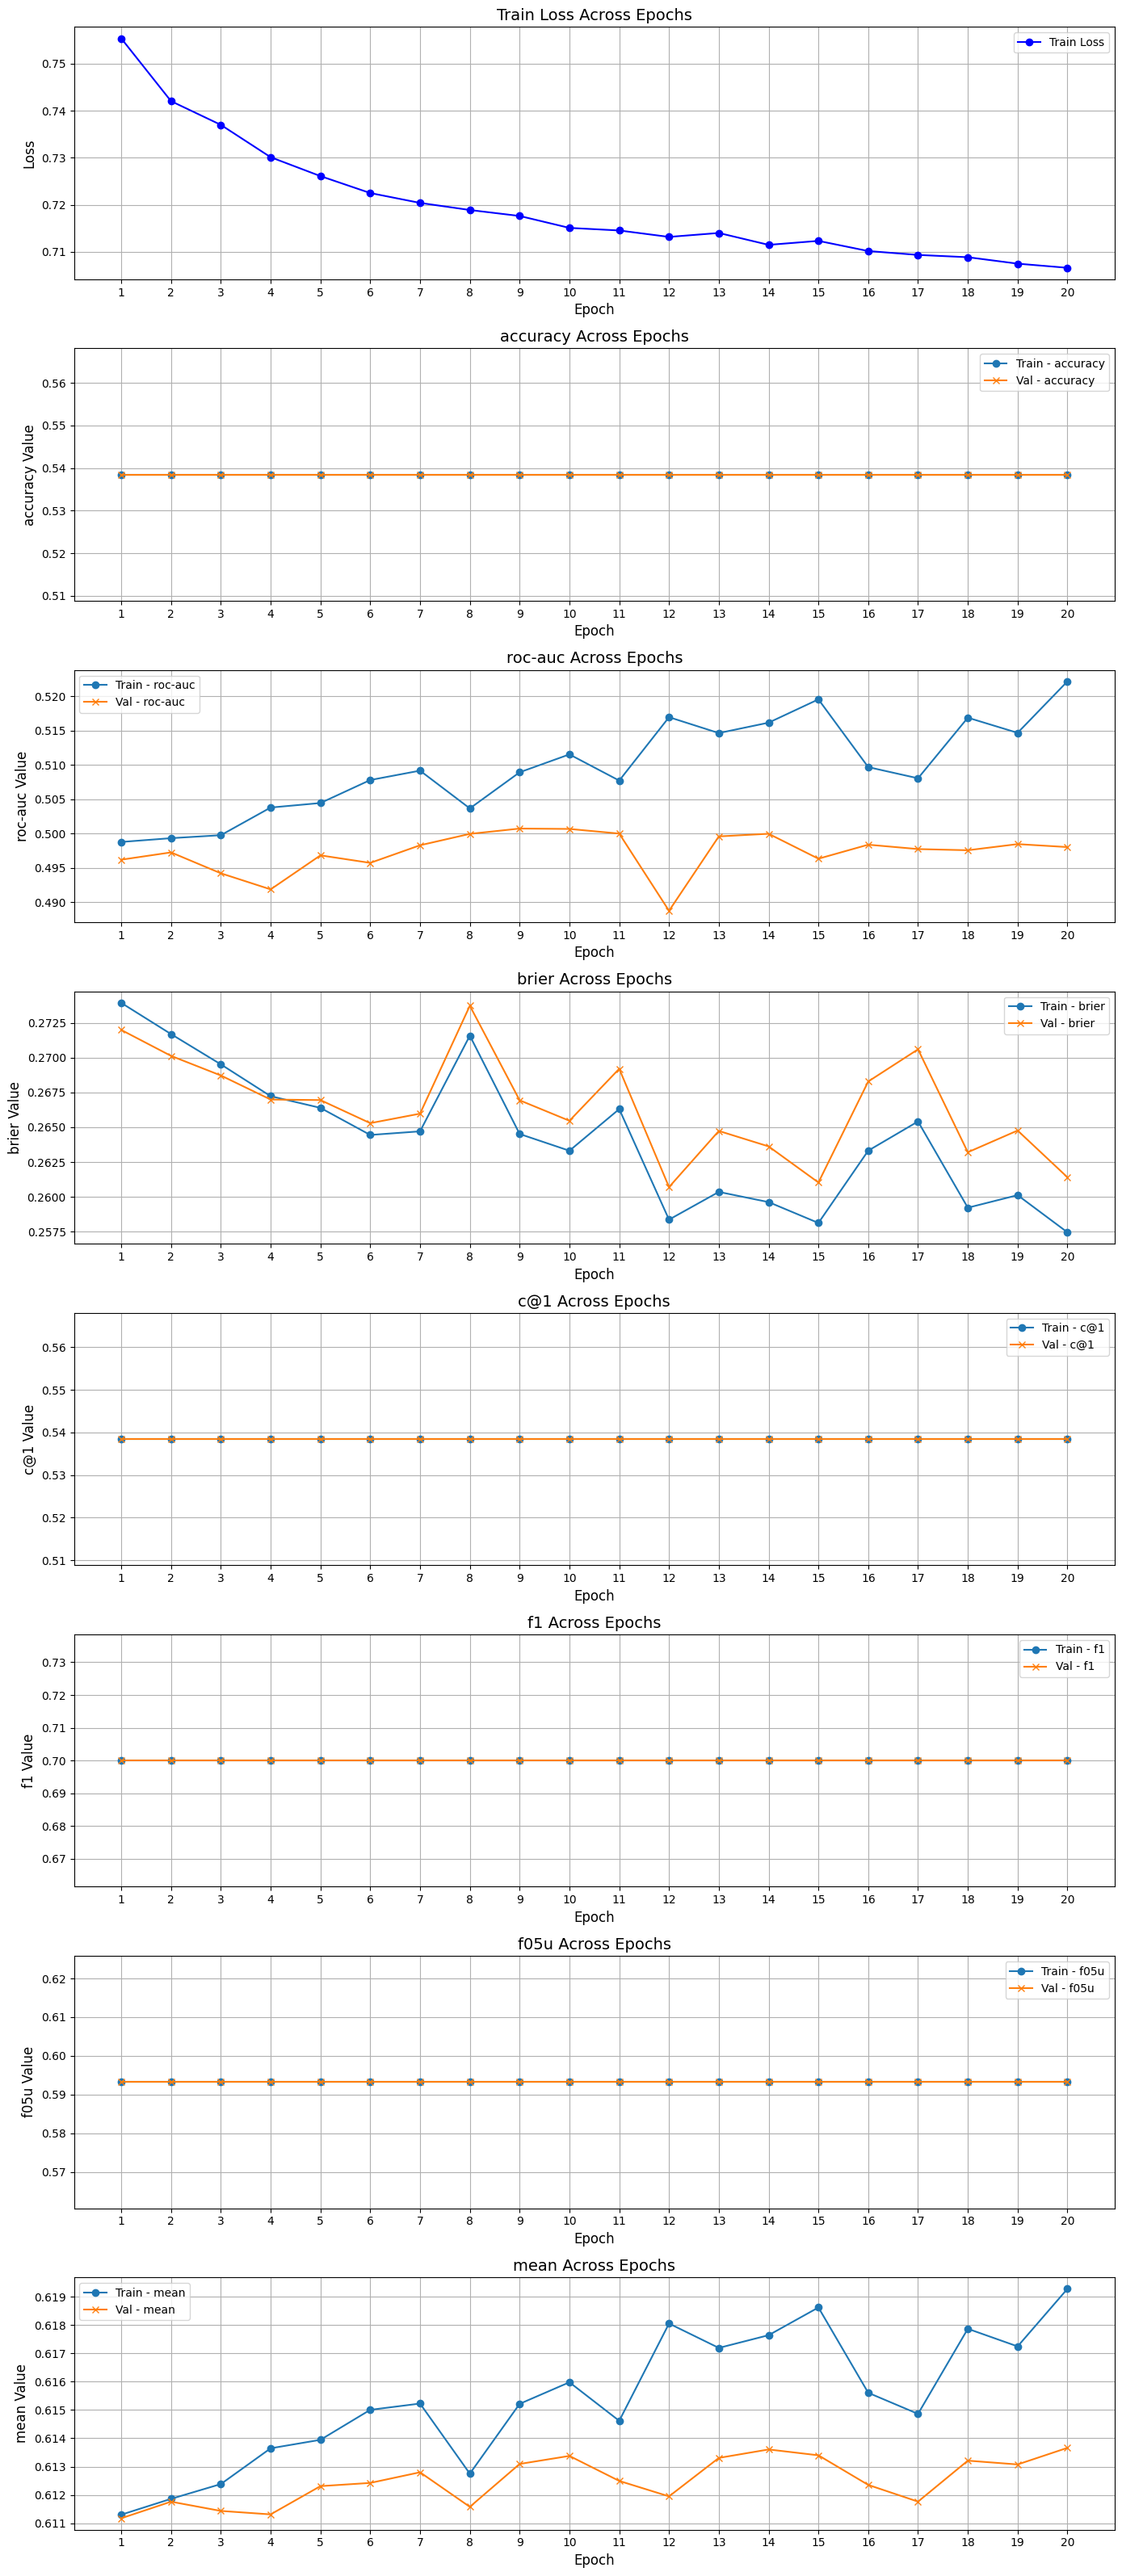 Train Loss Across Epochs
Train Loss
0.75
0.74
0.73
0.72
0.71
Loss
1 2 3 4 5 6 7 8 9 10 11 12 13 14 15 16 17 18 19 20
Epoch
accuracy Across Epochs
Train - accuracy
Val - accuracy
0.56
0.55
0.54
0.53
0.52
0.51
accuracy Value
1 2 3 4 5 6 7 8 9 10 11 12 13 14 15 16 17 18 19 20
Epoch
roc-auc Across Epochs
Train - roc-auc
Val - roc-auc
0.520
0.515
0.510
0.505
0.500
0.495
0.490
roc-auc Value
1 2 3 4 5 6 7 8 9 10 11 12 13 14 15 16 17 18 19 20
Epoch
brier Across Epochs
Train - brier
Val - brier
0.2725
0.2700
0.2675
0.2650
0.2625
0.2600
0.2575
brier Value
1 2 3 4 5 6 7 8 9 10 11 12 13 14 15 16 17 18 19 20
Epoch
c@1 Across Epochs
Train - c@1
Val - c@1
0.56
0.55
0.54
0.53
0.52
0.51
c@1 Value
1 2 3 4 5 6 7 8 9 10 11 12 13 14 15 16 17 18 19 20
Epoch
f1 Across Epochs
Train - f1
Val - f1
0.73
0.72
0.71
0.70
0.69
0.68
0.67
f1 Value
1 2 3 4 5 6 7 8 9 10 11 12 13 14 15 16 17 18 19 20
Epoch
f05u Across Epochs
Train - f05u
Val - f05u
0.62
0.61
0.60
0.59
0.58
0.57
f05u Value
1 2 3 4 5 6 7 8 9 10 11 12 13 14 15 16 17 18 19 20
Epoch
mean Across Epochs
Train - mean
Val - mean
0.619
0.618
0.617
0.616
0.615
0.614
0.613
0.612
0.611
mean Value
1 2 3 4 5 6 7 8 9 10 11 12 13 14 15 16 17 18 19 20
Epoch